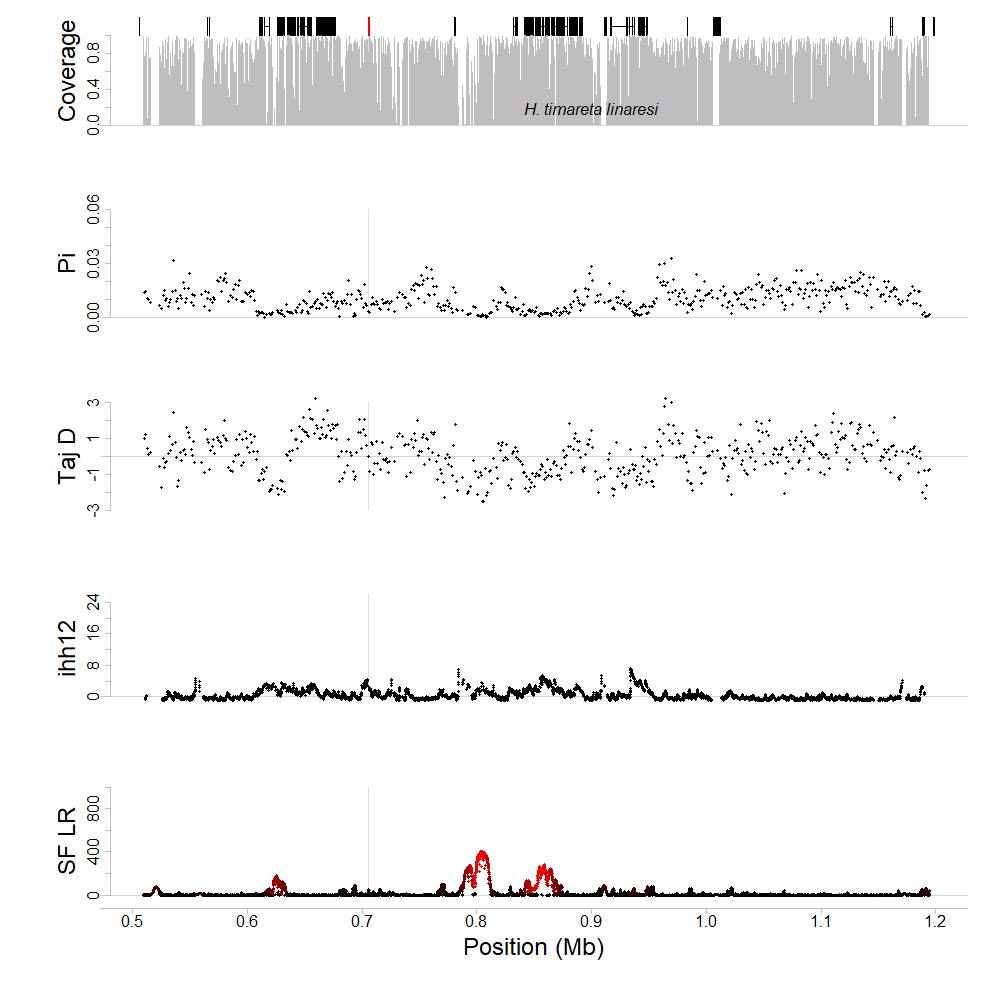 Coverage
0.0 0.4 0.8
H. timareta linaresi
Pi
0.00 0.03 0.06
Taj D
-3 -1 1 3
ihh12
0 8 16 24
SF LR
0 400 800
0.5 0.6 0.7 0.8 0.9 1.0 1.1 1.2
Position (Mb)